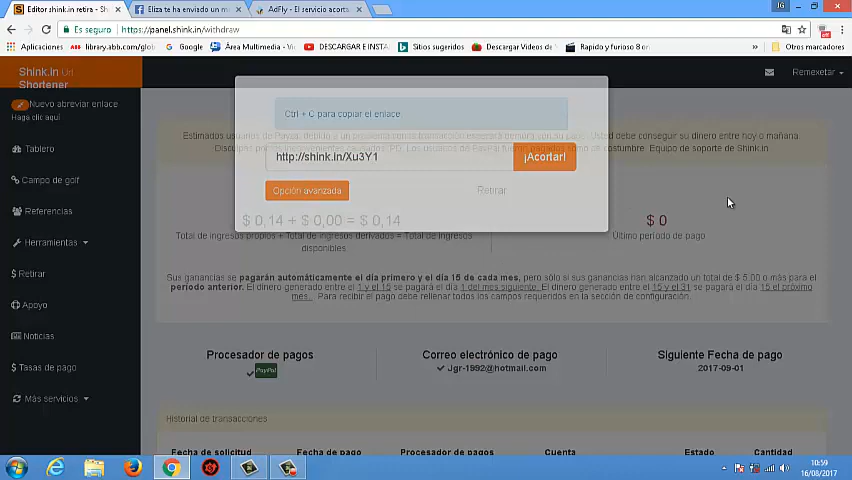 Editor shink.in retira - Sh
Eliza te ha enviado un m
AdFly - El servicio acorta
JG
Es seguro
https://panel.shink.in/withdraw
Aplicaciones
library.abb.com/glob
Google
Área Multimedia - Vi
DESCARGAR E INSTA
Sitios sugeridos
Descargar Videos de
Rapido y furioso 8 on
Otros marcadores
Shink.in Url
Shortener
Remexetar
Nuevo abreviar enlace
Haga clic aquí
Tablero
Campo de golf
Referencias
Herramientas
Retirar
Apoyo
Noticias
Tasas de pago
Más servicios
Ctrl + C para copiar el enlace
http://shink.in/Xu3Y1
¡Acortar!
Opción avanzada
Retirar
$ 0,14 + $ 0,00 = $ 0,14
Total de ingresos propios + Total de ingresos derivados = Total de ingresos
disponibles.
$ 0
Último período de pago
Sus ganancias se pagarán automáticamente el día primero y el día 15 de cada mes, pero sólo si sus ganancias han alcanzado un total de $ 5.00 o más para el
período anterior. El dinero generado entre el 1 y el 15 se pagará el día 1 del mes siguiente. El dinero generado entre el 15 y el 31 se pagará el día 15 el próximo
mes. Para recibir el pago debe rellenar todos los campos requeridos en la sección de configuración.
Procesador de pagos
Correo electrónico de pago
Siguiente Fecha de pago
PayPal
Jgr-1992@hotmail.com
2017-09-01
Historial de transacciones
Fecha de solicitud
Fecha de pago
Procesador de pagos
Cuenta
Estado
Cantidad
10:59
16/08/2017